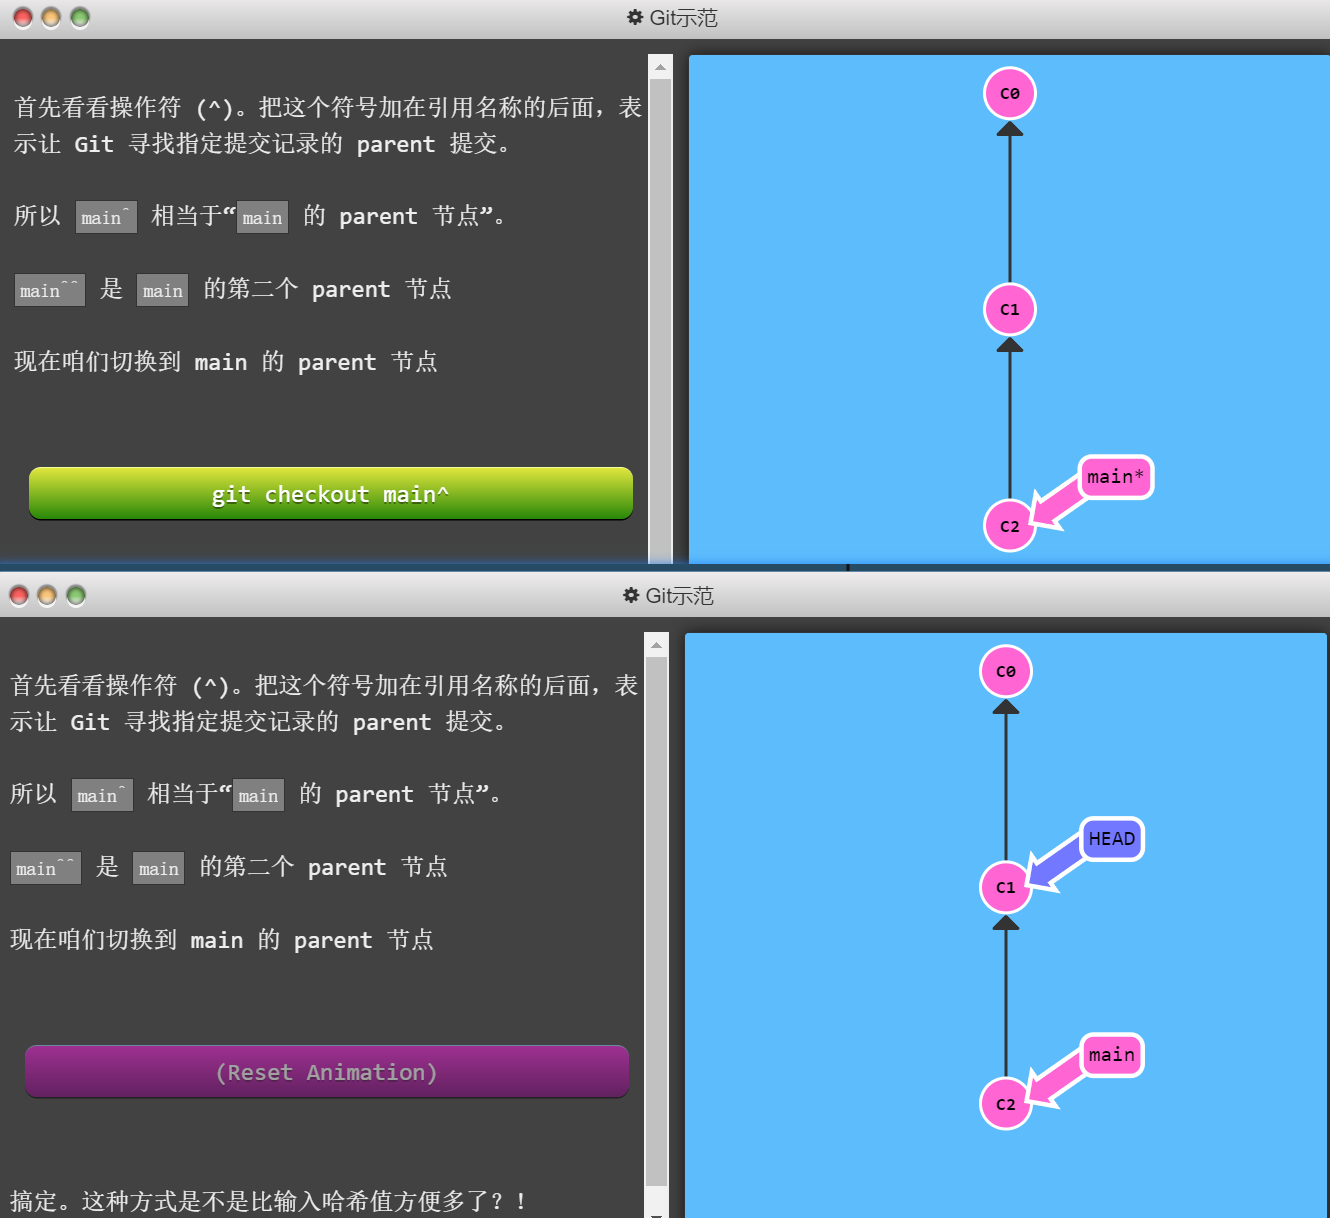 Git示范
首先看看操作符 (^)。把这个符号加在引用名称的后面，表
示让 Git 寻找指定提交记录的 parent 提交。
所以 main^ 相当于“main 的 parent 节点”。
main^^ 是 main 的第二个 parent 节点
现在咱们切换到 main 的 parent 节点
git checkout main^
C0
C1
main*
C2
Git示范
首先看看操作符 (^)。把这个符号加在引用名称的后面，表
示让 Git 寻找指定提交记录的 parent 提交。
所以 main^ 相当于“main 的 parent 节点”。
main^^ 是 main 的第二个 parent 节点
现在咱们切换到 main 的 parent 节点
(Reset Animation)
搞定。这种方式是不是比输入哈希值方便多了？！
C0
HEAD
C1
main
C2